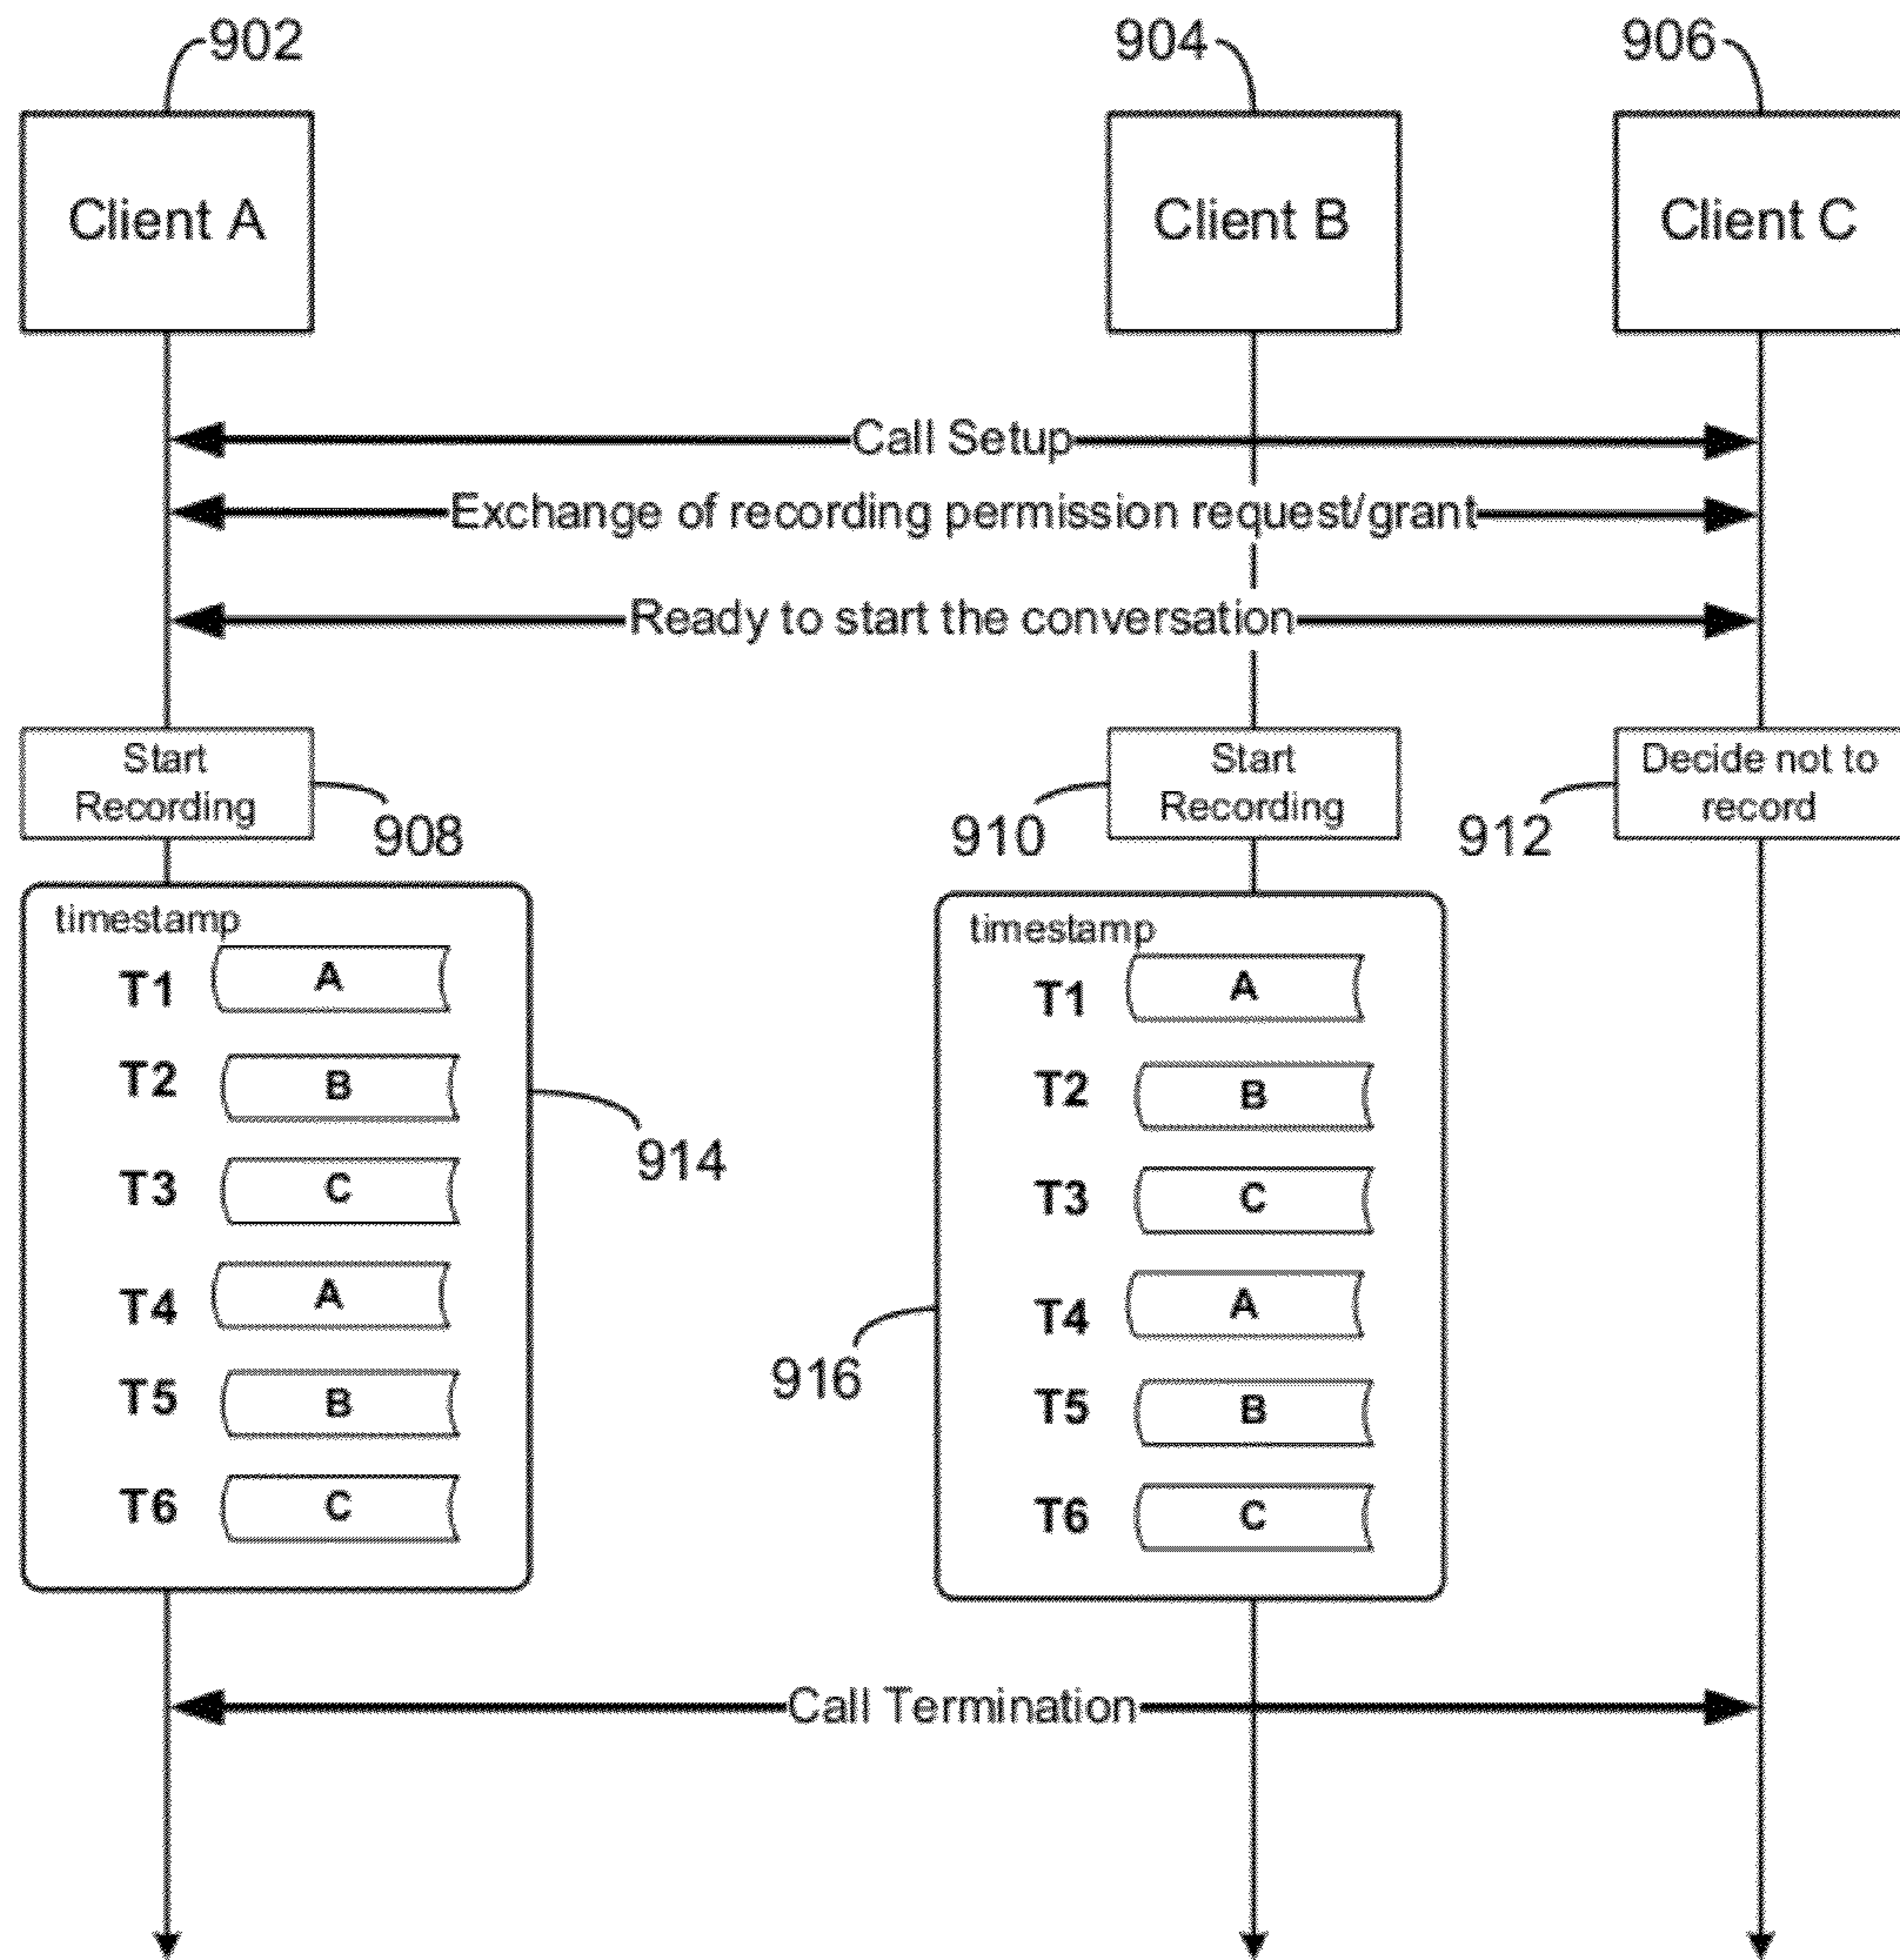 902
904
906
Client A
Client B
Client C
Call Setup
Exchange of recording permission request/grant
Ready to start the conversation
Start
Recording
908
910
Start
Recording
912
Decide not to
record
timestamp
T1 A
T2 B
T3 C
T4 A
T5 B
T6 C
914
timestamp
T1 A
T2 B
T3 C
T4 A
T5 B
T6 C
916
Call Termination